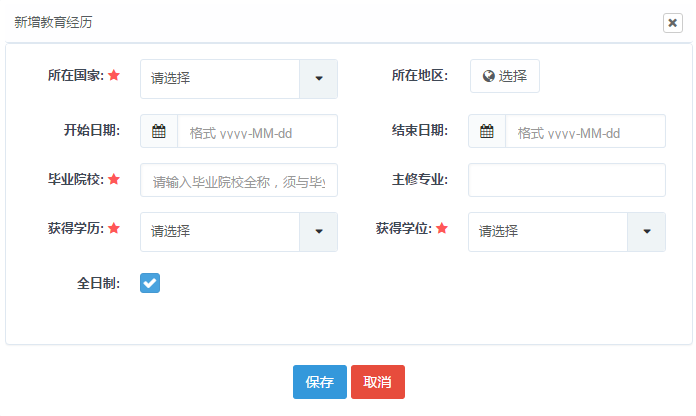 新增教育经历
所在国家: 请选择 所在地区: 选择
开始日期: 格式 yyyy-MM-dd 结束日期: 格式 yyyy-MM-dd
毕业院校: 请输入毕业院校全称，须与毕业 主修专业:
获得学历: 请选择 获得学位: 请选择
全日制:
保存 取消